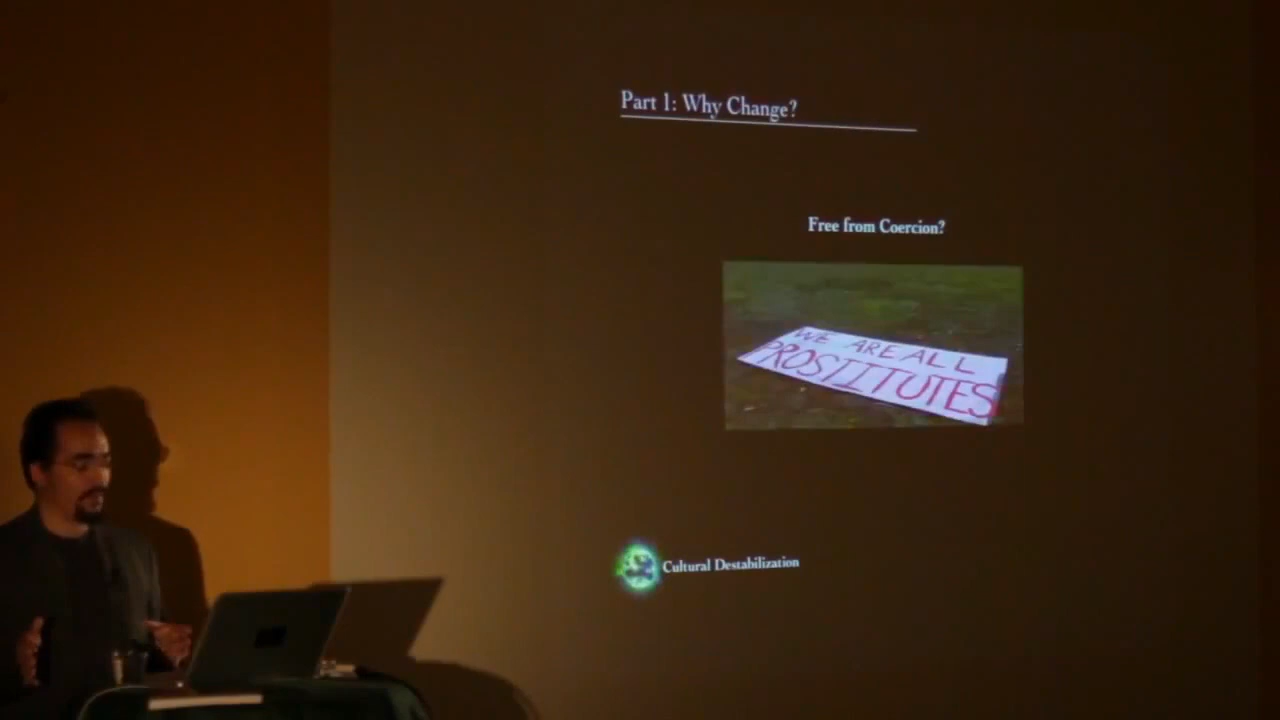 Part 1: Why Change?
Free from Coercion?
WE ARE ALL
PROSTITUTES
Cultural Destabilization